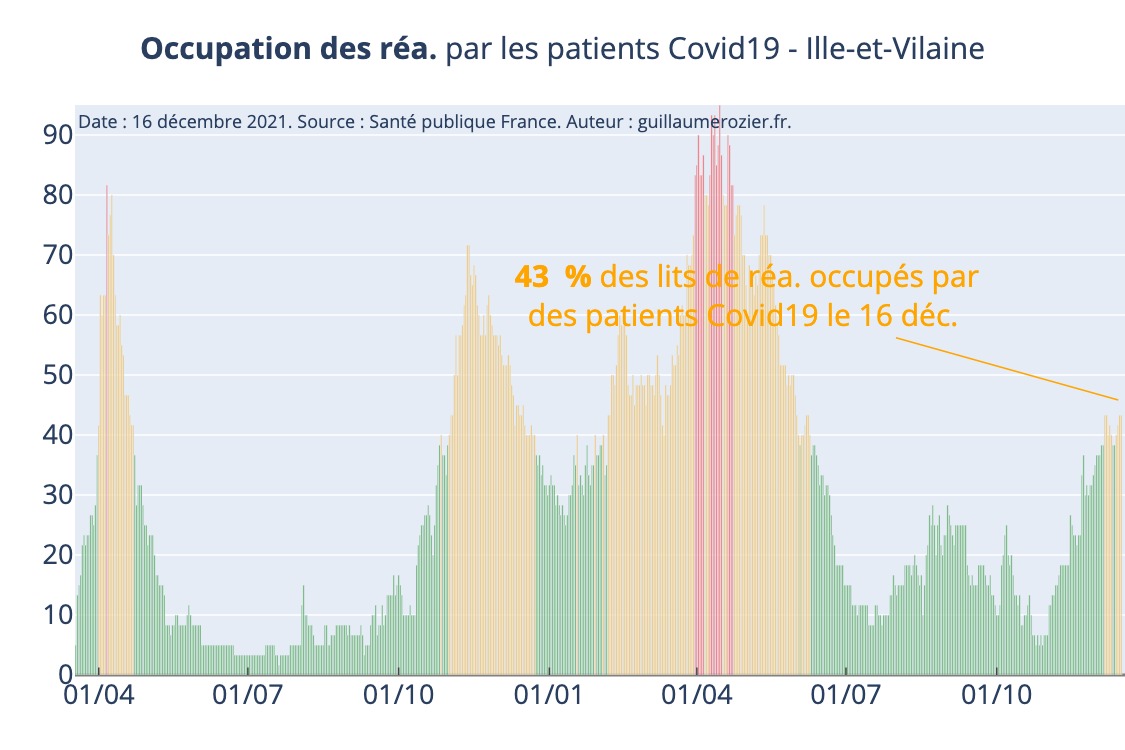 Occupation des réa. par les patients Covid19 - Ille-et-Vilaine
Date : 16 décembre 2021. Source : Santé publique France. Auteur : guillaumerozier.fr.
90
80
70
43 % des lits de réa. occupés par
des patients Covid19 le 16 déc.
60
50
40
30
20
10
0
01/04 01/07 01/10 01/01 01/04 01/07 01/10